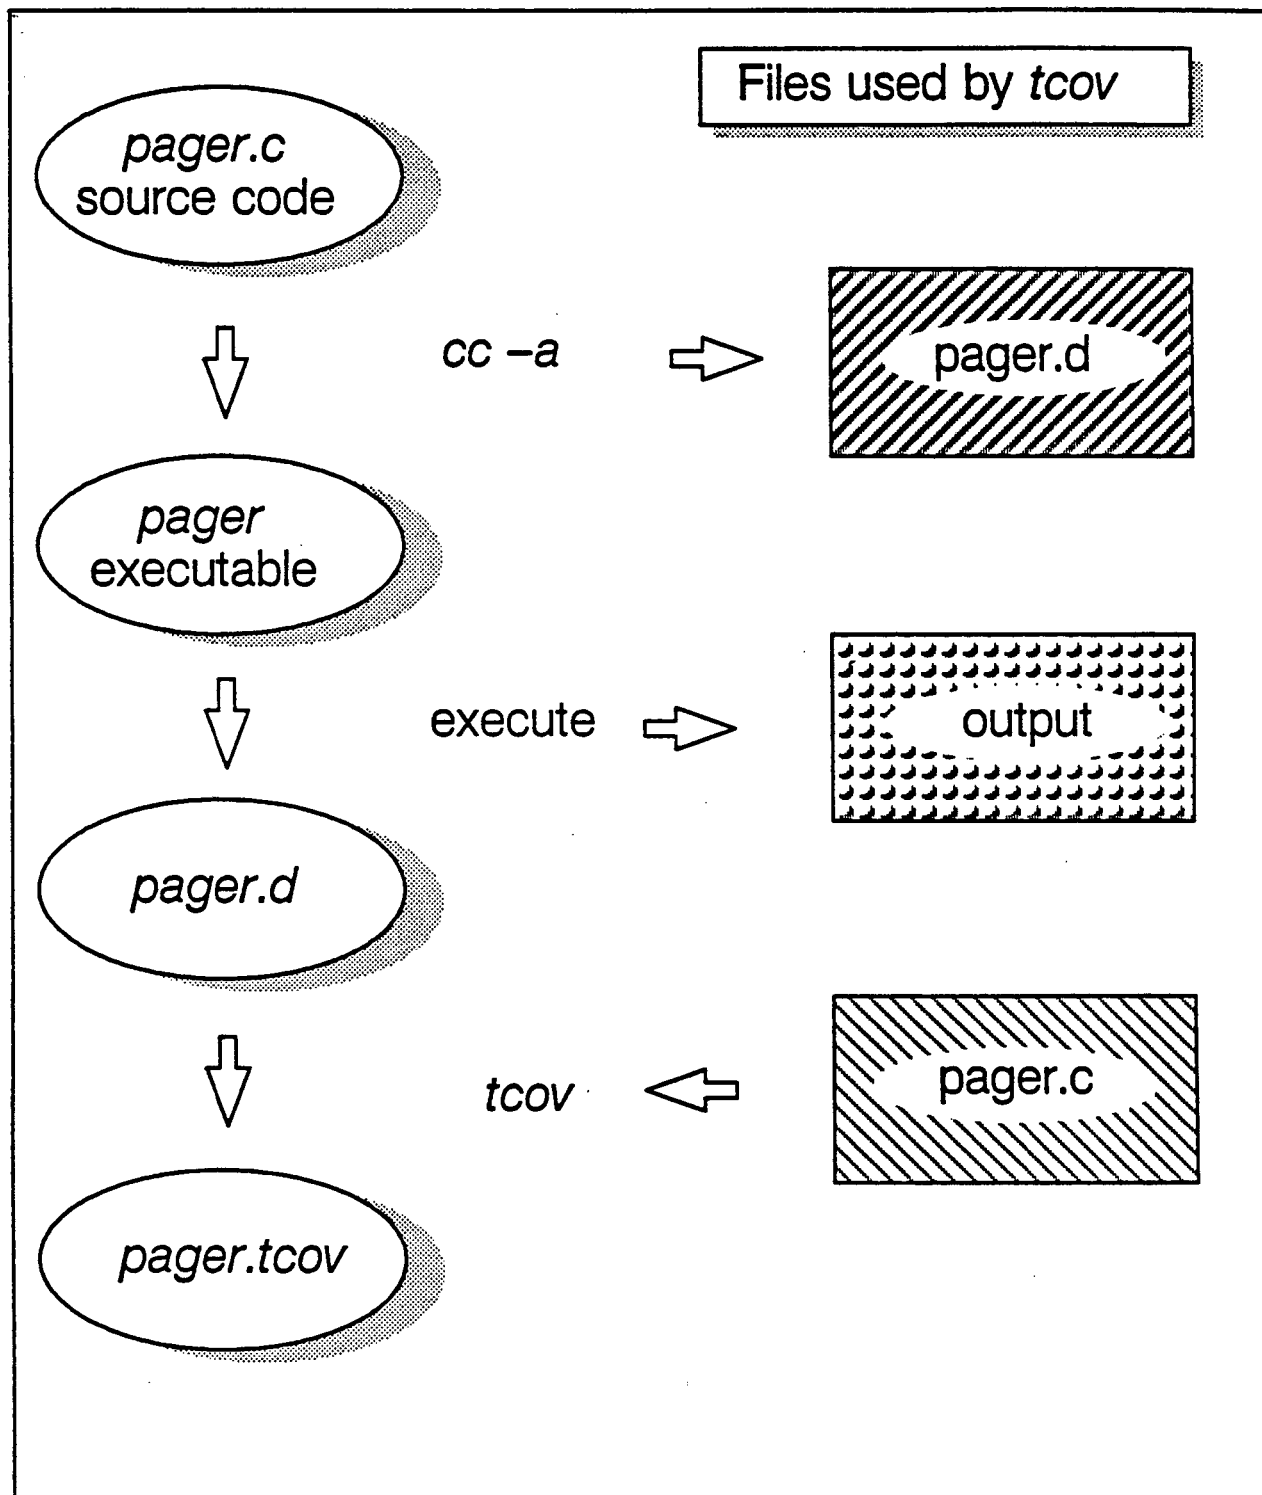 Files used by tcov
pager.c
source code
cc –a
pager.d
pager
executable
execute
output
pager.d
tcov
pager.c
pager.tcov